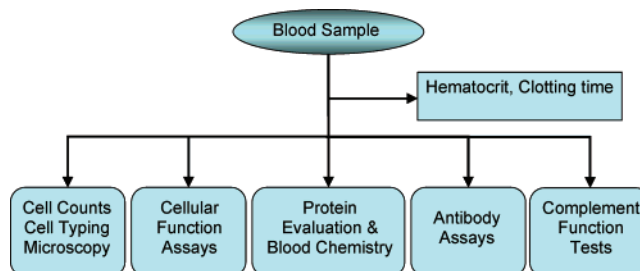 Blood Sample
Hematocrit, Clotting time
Cell Counts
Cell Typing
Microscopy
Cellular
Function
Assays
Protein
Evaluation &
Blood Chemistry
Antibody
Assays
Complement
Function
Tests